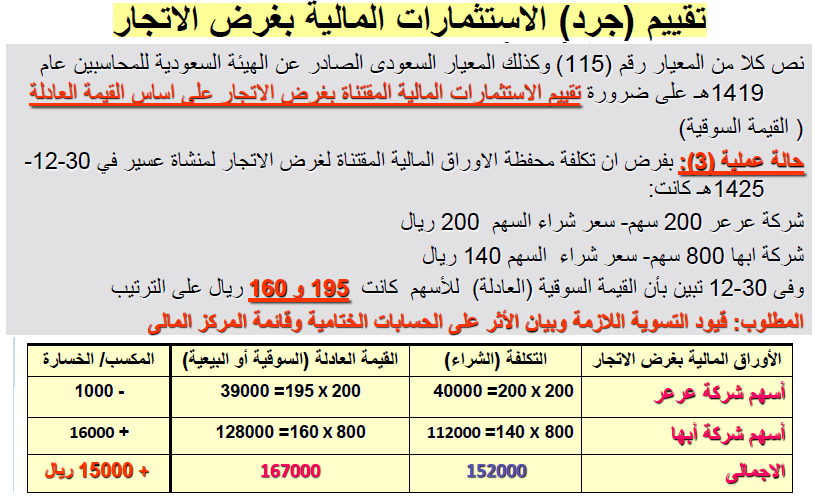 تقييم (جرد) الاستثمارات المالية بغرض الاتجار
نص كلا من المعيار رقم (115) وكذلك المعيار السعودى الصادر عن الهيئة السعودية للمحاسبين عام
1419هـ على ضرورة تقييم الاستثمارات المالية المقتناة بغرض الاتجار على اساس القيمة العادلة
( القيمة السوقية)
حالة عملية (3): بفرض ان تكلفة محفظة الاوراق المالية المقتناة لغرض الاتجار لمنشاة عسير في 30-12-
1425هـ كانت:
شركة عرعر 200 سهم- سعر شراء السهم 200 ريال
شركة ابها 800 سهم- سعر شراء السهم 140 ريال
وفى 30-12 تبين بأن القيمة السوقية (العادلة) للأسهم كانت 195 و 160 ريال على الترتيب
المطلوب: قيود التسوية اللازمة وبيان الأثر على الحسابات الختامية وقائمة المركز المالى
الأوراق المالية بغرض الاتجار التكلفة (الشراء) القيمة العادلة (السوقية أو البيعية) المكسب/ الخسارة
أسهم شركة عرعر 200 x 200= 40000 200 x 195= 39000 - 1000
أسهم شركة أبها 800 x 140= 112000 800 x 160= 128000 + 16000
الاجمالى 152000 167000 + 15000 ريال